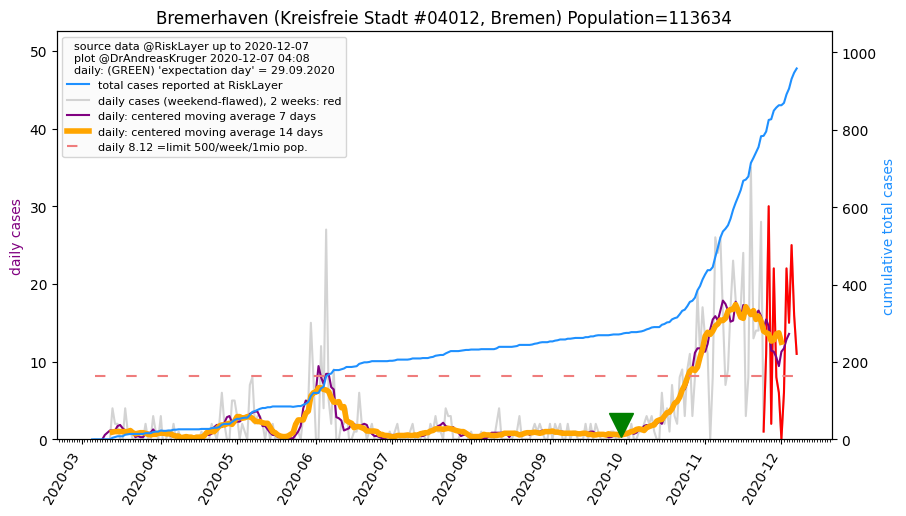 Bremerhaven (Kreisfreie Stadt #04012, Bremen) Population=113634
source data @RiskLayer up to 2020-12-07
plot @DrAndreasKruger 2020-12-07 04:08
daily: (GREEN) 'expectation day' = 29.09.2020
total cases reported at RiskLayer
daily cases (weekend-flawed), 2 weeks: red
daily: centered moving average 7 days
daily: centered moving average 14 days
daily 8.12 =limit 500/week/1mio pop.
daily cases
50
40
30
20
10
0
1000
800
600
400
200
0
cumulative total cases
2020-03
2020-04
2020-05
2020-06
2020-07
2020-08
2020-09
2020-10
2020-11
2020-12